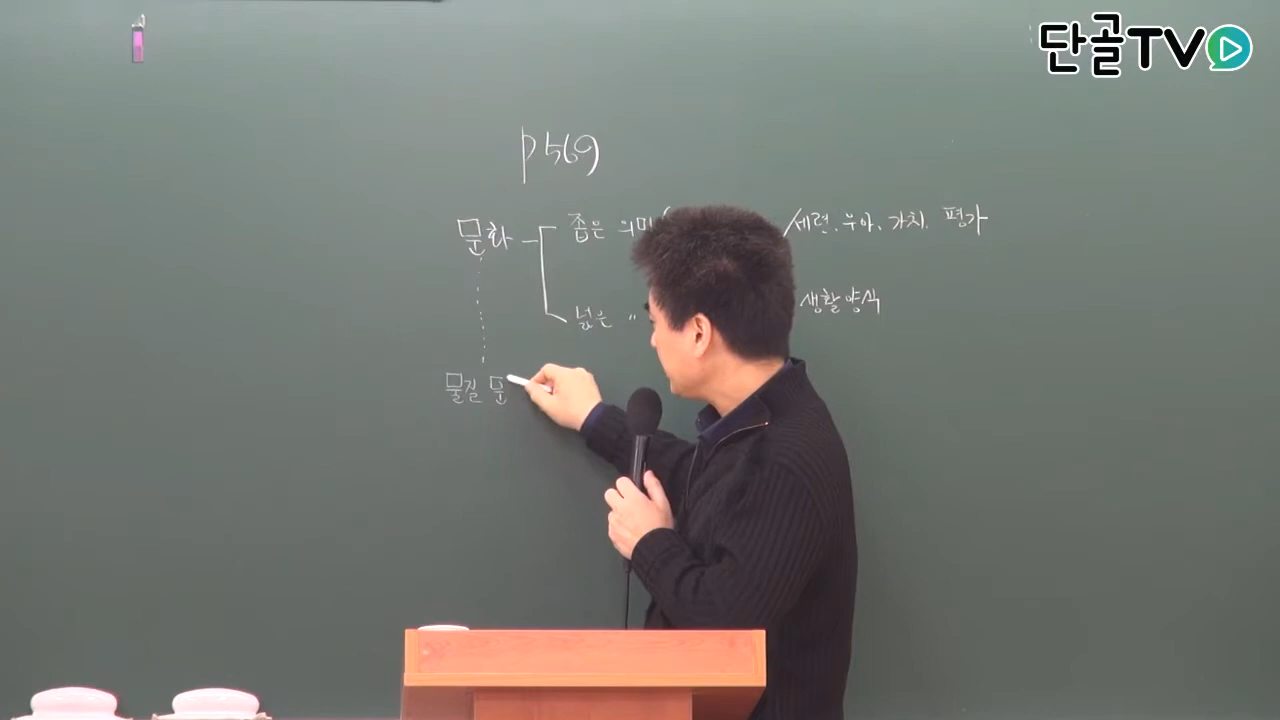 단골TV
p569
문화 좁은 의미( /세련, 우아, 가치, 평가
넓은 〃 생활양식
물질 문